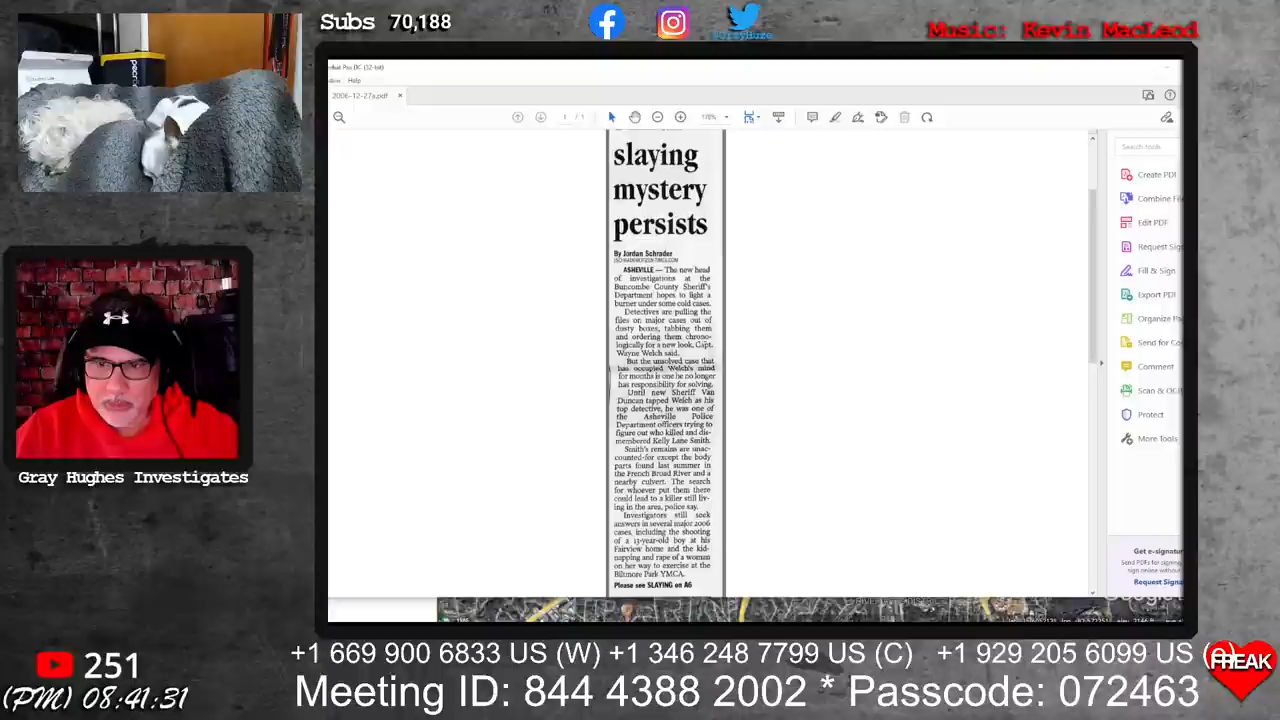 Subs 70,188
Music: Kevin MacLeod
Help
2006-12-27a.pdf
1 / 1
178%
Search tools
Create PDF
Edit PDF
Fill & Sign
Export PDF
Comment
Protect
More Tools
Request Signa
slaying
mystery
persists
By Jordan Schrader
ASHEVILLE — The new head
of investigations at the
Buncombe County Sheriff's
Department hopes to light a
burner under some cold cases.
Detectives are pulling the
files on major cases out of
dusty boxes, tabbing them
and ordering them chrono-
logically for a new look, Capt.
Wayne Welch said.
But the unsolved case that
has occupied Welch's mind
for months is one he no longer
has responsibility for solving.
Until new Sheriff Van
Duncan tapped Welch as his
top detective, he was one of
the Asheville Police
Department officers trying to
figure out who killed and dis-
membered Kelly Lane Smith.
Smith's remains are unac-
counted-for except the body
parts found last summer in
the French Broad River and a
nearby culvert. The search
for whoever put them there
could lead to a killer still liv-
ing in the area, police say.
Investigators still seek
answers in several major 2006
cases, including the shooting
of a 13-year-old boy at his
Fairview home and the kid-
napping and rape of a woman
on her way to exercise at the
Biltmore Park YMCA.
Please see SLAYING on A6
Gray Hughes Investigates
251
(PM) 08:41:31
+1 669 900 6833 US (W) +1 346 248 7799 US (C) +1 929 205 6099 US
FREAK
Meeting ID: 844 4388 2002 * Passcode: 072463